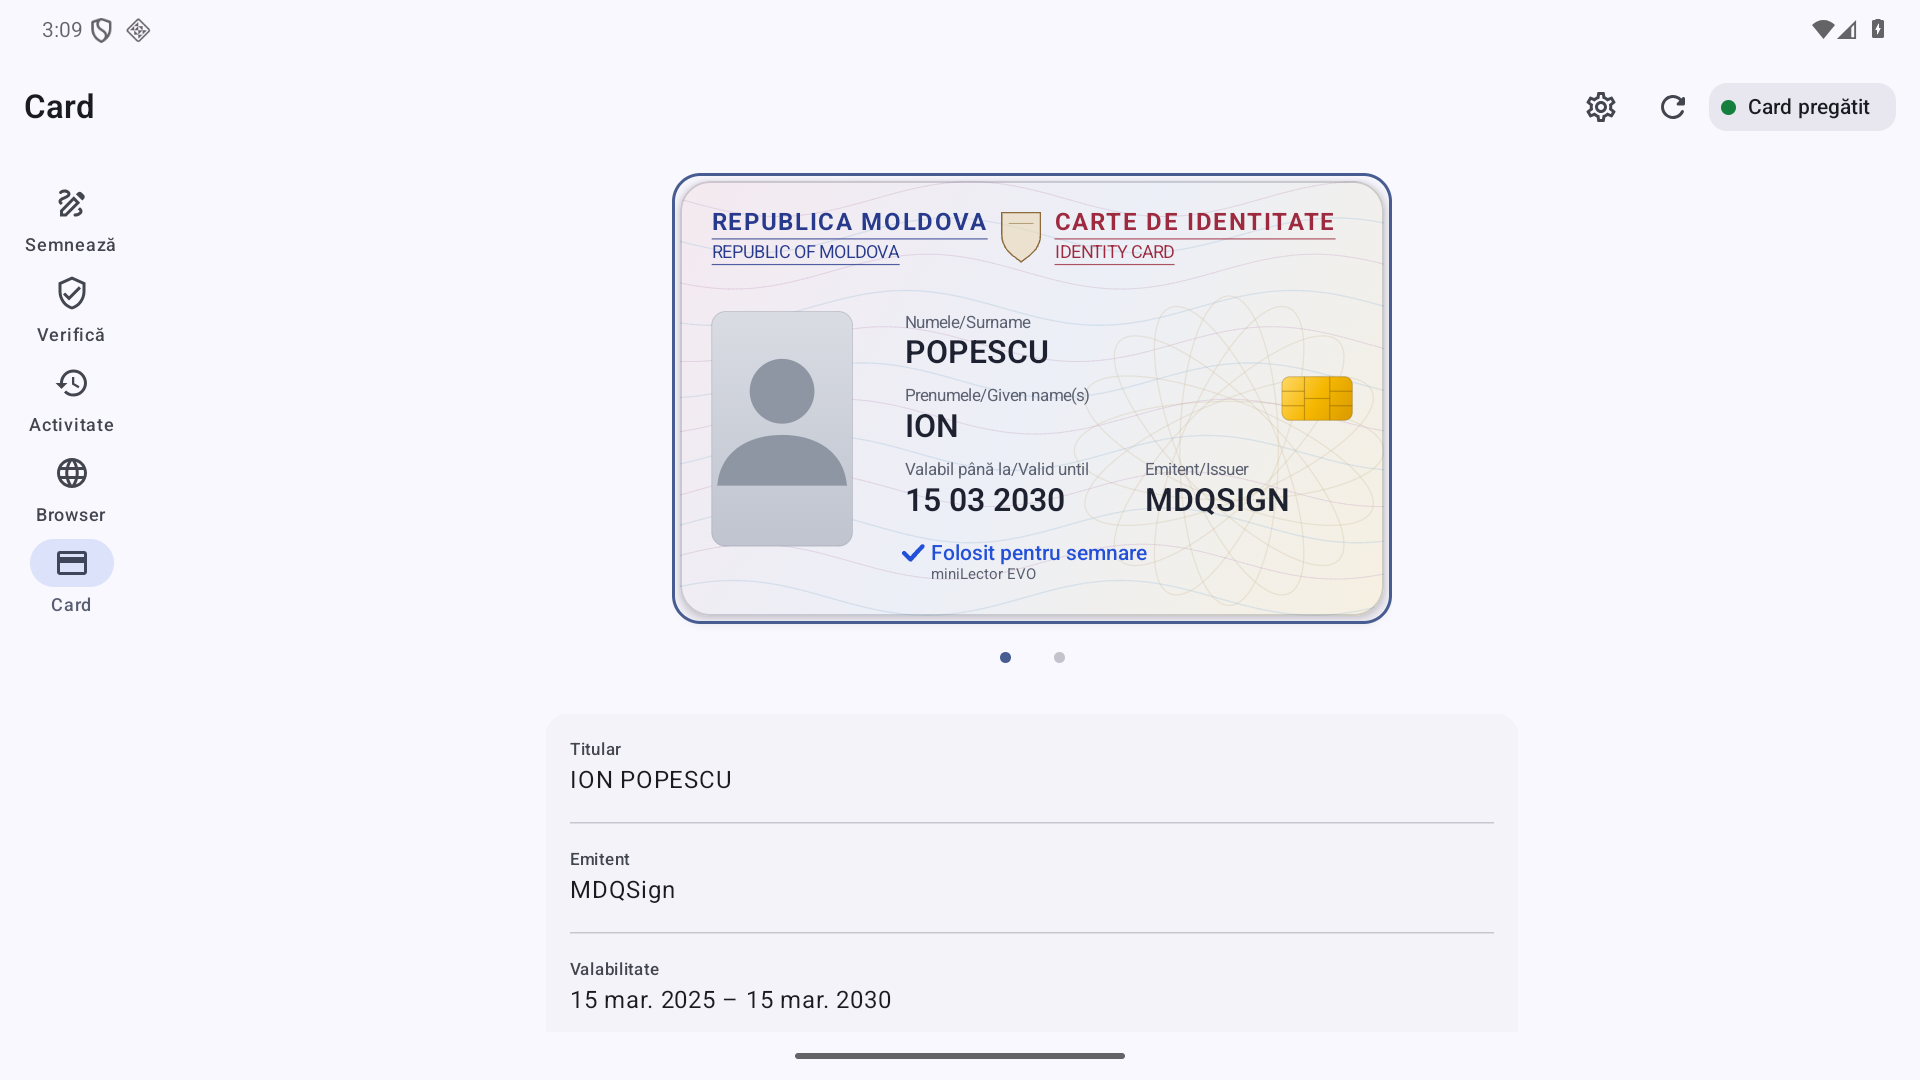 3:09
Card
Card pregătit
Semnează
Verifică
Activitate
Browser
Card
REPUBLICA MOLDOVA
REPUBLIC OF MOLDOVA
CARTE DE IDENTITATE
IDENTITY CARD
Numele/Surname
POPESCU
Prenumele/Given name(s)
ION
Valabil până la/Valid until
15 03 2030
Emitent/Issuer
MDQSIGN
Folosit pentru semnare
miniLector EVO
Titular
ION POPESCU
Emitent
MDQSign
Valabilitate
15 mar. 2025 – 15 mar. 2030